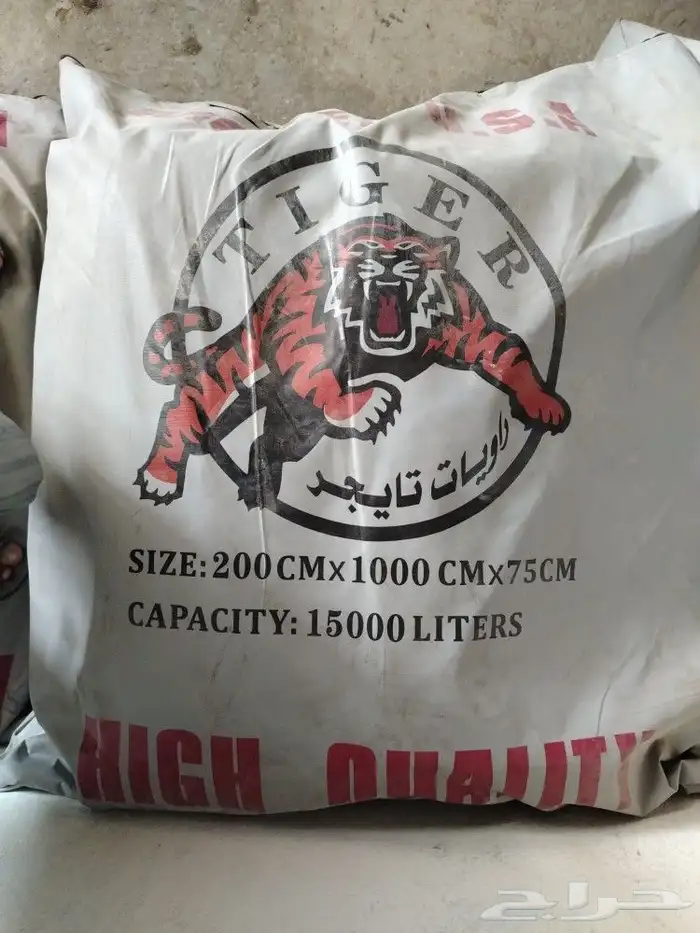 U.S.A
TIGER
راويات تايجر
SIZE: 200 CM X 1000 CM X 75CM
CAPACITY: 15000 LITERS
HIGH QUALITY
حراج